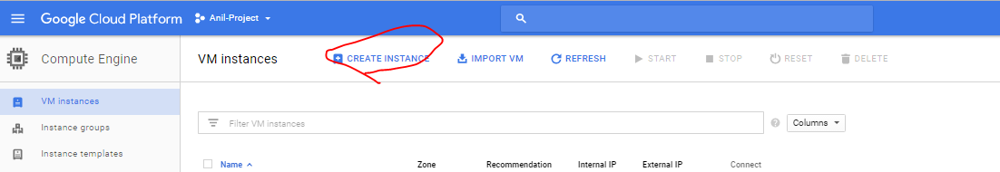 Google Cloud Platform Anil-Project
Compute Engine VM instances CREATE INSTANCE IMPORT VM REFRESH START STOP RESET DELETE
VM instances
Instance groups
Instance templates
Filter VM instances Columns
Name Zone Recommendation Internal IP External IP Connect